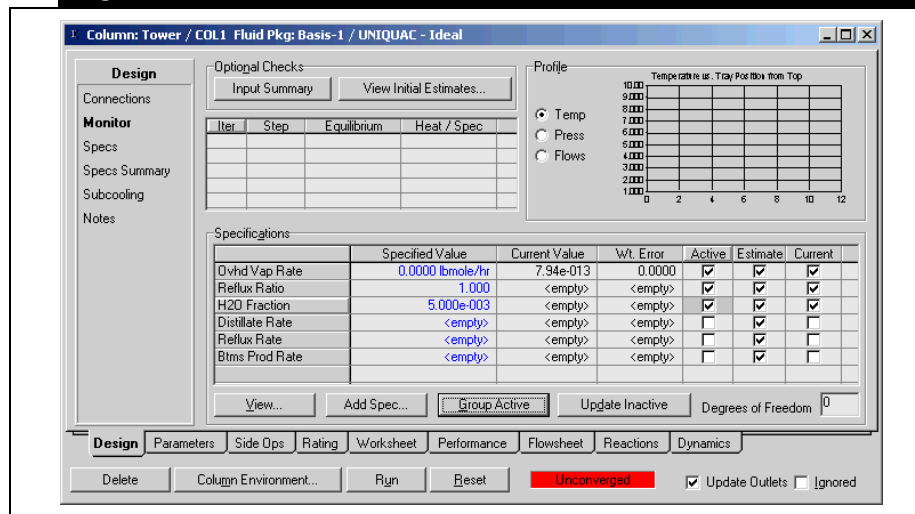 Column: Tower / COL1 Fluid Pkg: Basis-1 / UNIQUAC - Ideal
Design
Connections
Monitor
Specs
Specs Summary
Subcooling
Notes
Optional Checks
Input Summary View Initial Estimates...
Iter Step Equilibrium Heat / Spec
Profile
Temp
Press
Flows
Temperature vs. Tray Position from Top
10.00
9.000
8.000
7.000
6.000
5.000
4.000
3.000
2.000
1.000
0 2 4 6 8 10 12
Specifications
Specified Value Current Value Wt. Error Active Estimate Current
Ovhd Vap Rate 0.0000 lbmole/hr 7.94e-013 0.0000
Reflux Ratio 1.000 <empty> <empty>
H2O Fraction 5.000e-003 <empty> <empty>
Distillate Rate <empty> <empty> <empty>
Reflux Rate <empty> <empty> <empty>
Btms Prod Rate <empty> <empty> <empty>
View... Add Spec... Group Active Update Inactive Degrees of Freedom 0
Design Parameters Side Ops Rating Worksheet Performance Flowsheet Reactions Dynamics
Delete Column Environment... Run Reset Unconverged Update Outlets Ignored